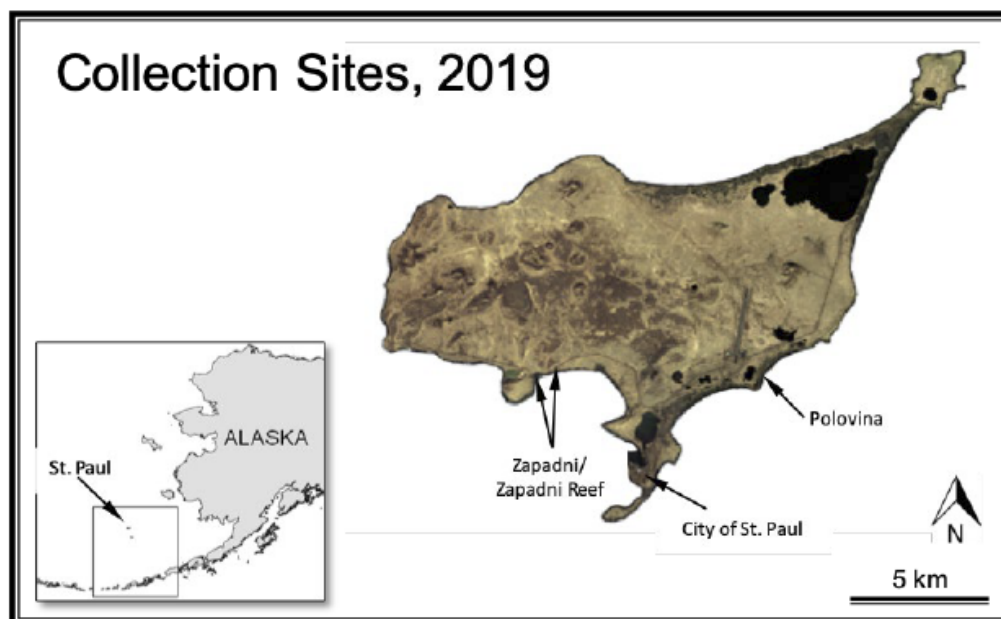 Collection Sites, 2019
ALASKA
St. Paul
Zapadni/
Zapadni Reef
Polovina
City of St. Paul
N
5 km